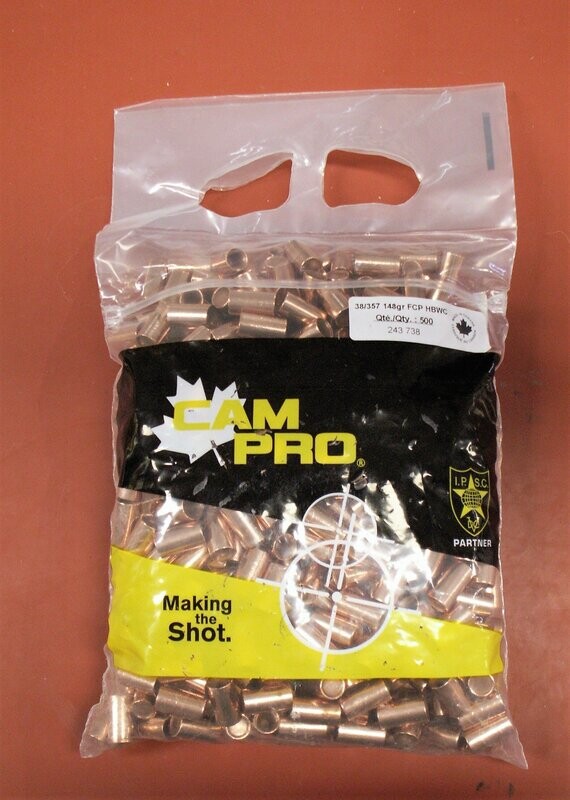 38/357 148gr FCP HBWC
Qté./Qty. : 500
243 738
CAM
PRO®
I.P.S.C.
PARTNER
Making
the
Shot.